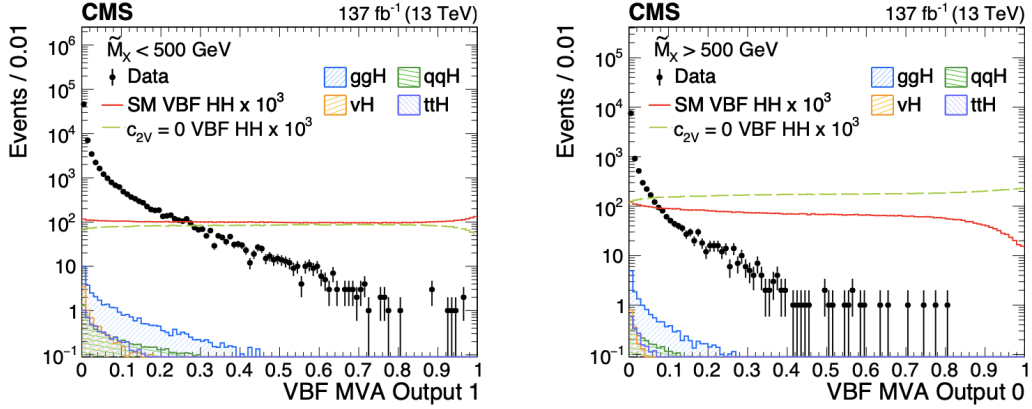 CMS 137 fb⁻¹ (13 TeV)
M̃_X < 500 GeV
Data
SM VBF HH x 10³
c_2V = 0 VBF HH x 10³
ggH qqH
vH ttH
Events / 0.01
10⁶
10⁵
10⁴
10³
10²
10
1
10⁻¹
0 0.1 0.2 0.3 0.4 0.5 0.6 0.7 0.8 0.9 1
VBF MVA Output 1
CMS 137 fb⁻¹ (13 TeV)
M̃_X > 500 GeV
Data
SM VBF HH x 10³
c_2V = 0 VBF HH x 10³
ggH qqH
vH ttH
Events / 0.01
10⁵
10⁴
10³
10²
10
1
10⁻¹
0 0.1 0.2 0.3 0.4 0.5 0.6 0.7 0.8 0.9 1
VBF MVA Output 0